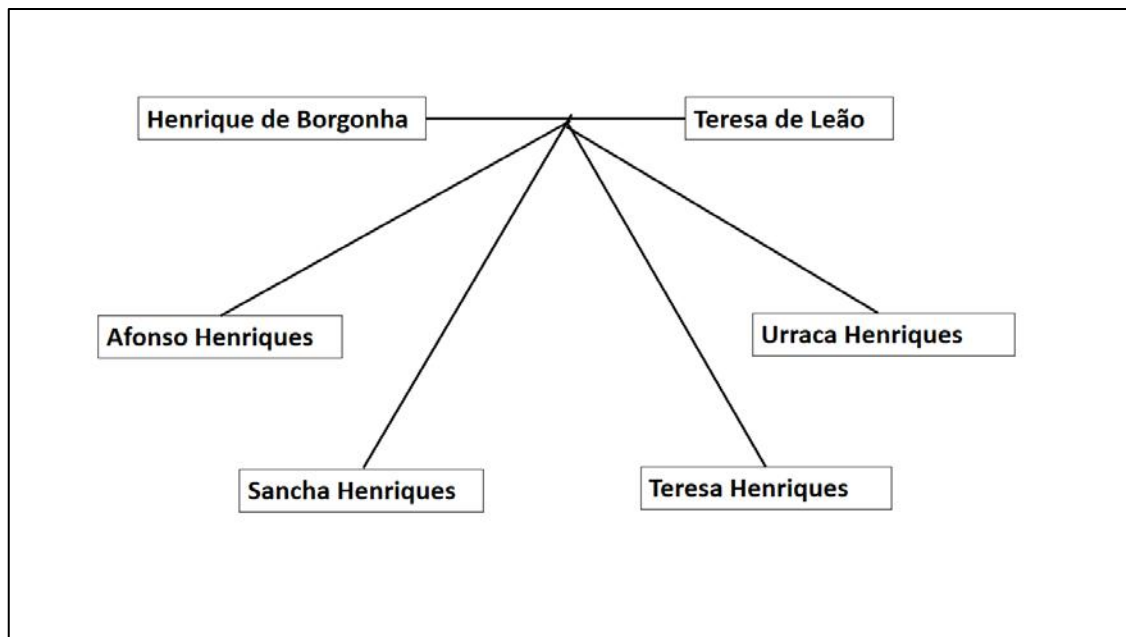 Henrique de Borgonha
Teresa de Leão
Afonso Henriques
Urraca Henriques
Sancha Henriques
Teresa Henriques